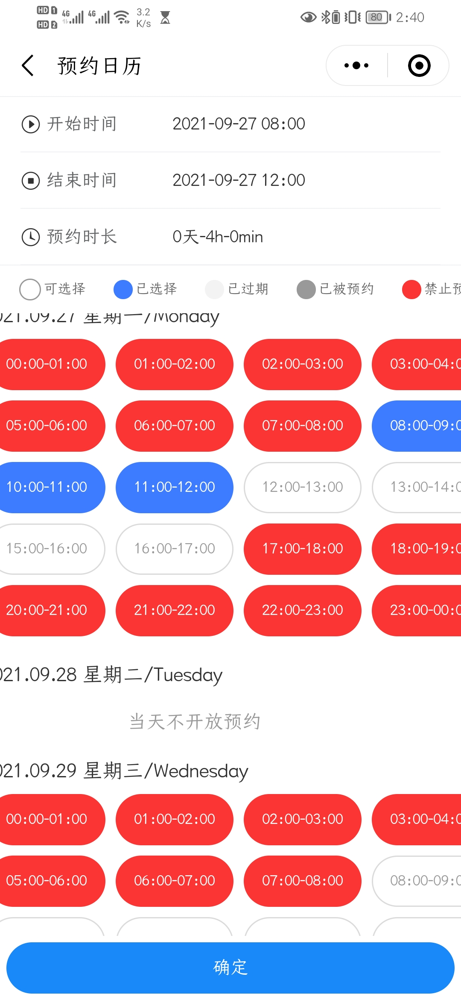 HD 1 4G 4G 3.2 K/s 80 2:40
HD 2
预约日历
开始时间 2021-09-27 08:00
结束时间 2021-09-27 12:00
预约时长 0天-4h-0min
可选择 已选择 已过期 已被预约 禁止预
021.09.27 星期一/Monday
00:00-01:00 01:00-02:00 02:00-03:00 03:00-04:0
05:00-06:00 06:00-07:00 07:00-08:00 08:00-09:0
10:00-11:00 11:00-12:00 12:00-13:00 13:00-14:0
15:00-16:00 16:00-17:00 17:00-18:00 18:00-19:0
20:00-21:00 21:00-22:00 22:00-23:00 23:00-00:0
021.09.28 星期二/Tuesday
当天不开放预约
021.09.29 星期三/Wednesday
00:00-01:00 01:00-02:00 02:00-03:00 03:00-04:0
05:00-06:00 06:00-07:00 07:00-08:00 08:00-09:0
确定